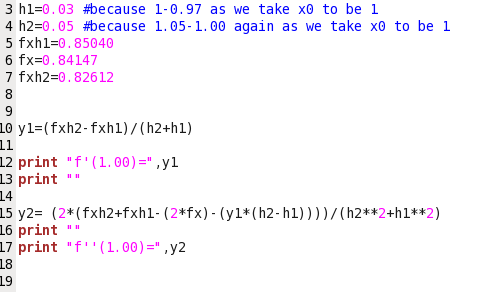 3 h1=0.03 #because 1-0.97 as we take x0 to be 1
4 h2=0.05 #because 1.05-1.00 again as we take x0 to be 1
5 fxh1=0.85040
6 fx=0.84147
7 fxh2=0.82612
8
9
10 y1=(fxh2-fxh1)/(h2+h1)
11
12 print "f'(1.00)=",y1
13 print ""
14
15 y2= (2*(fxh2+fxh1-(2*fx)-(y1*(h2-h1))))/(h2**2+h1**2)
16 print ""
17 print "f''(1.00)=",y2
18
19